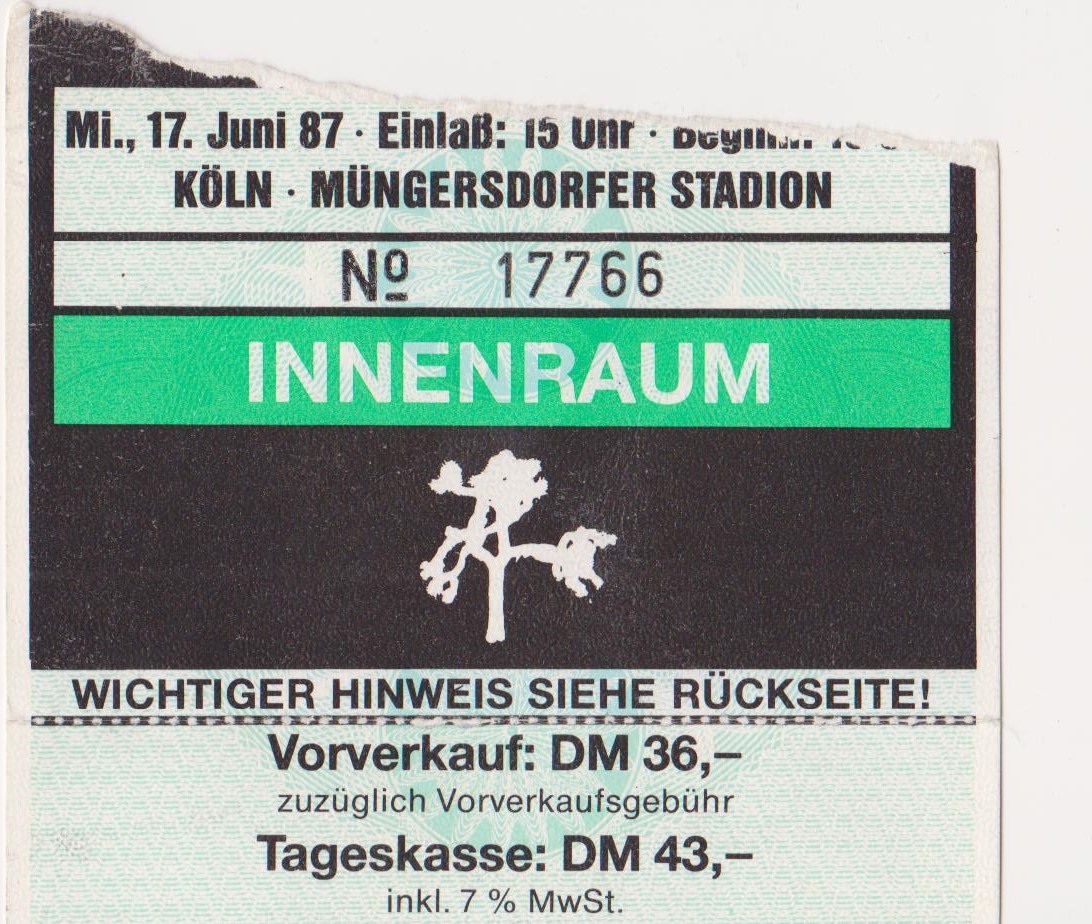 Mi., 17. Juni 87 · Einlaß: 15 Uhr · Beginn:
KÖLN · MÜNGERSDORFER STADION
Nº 17766
INNENRAUM
WICHTIGER HINWEIS SIEHE RÜCKSEITE!
Vorverkauf: DM 36,–
zuzüglich Vorverkaufsgebühr
Tageskasse: DM 43,–
inkl. 7 % MwSt.